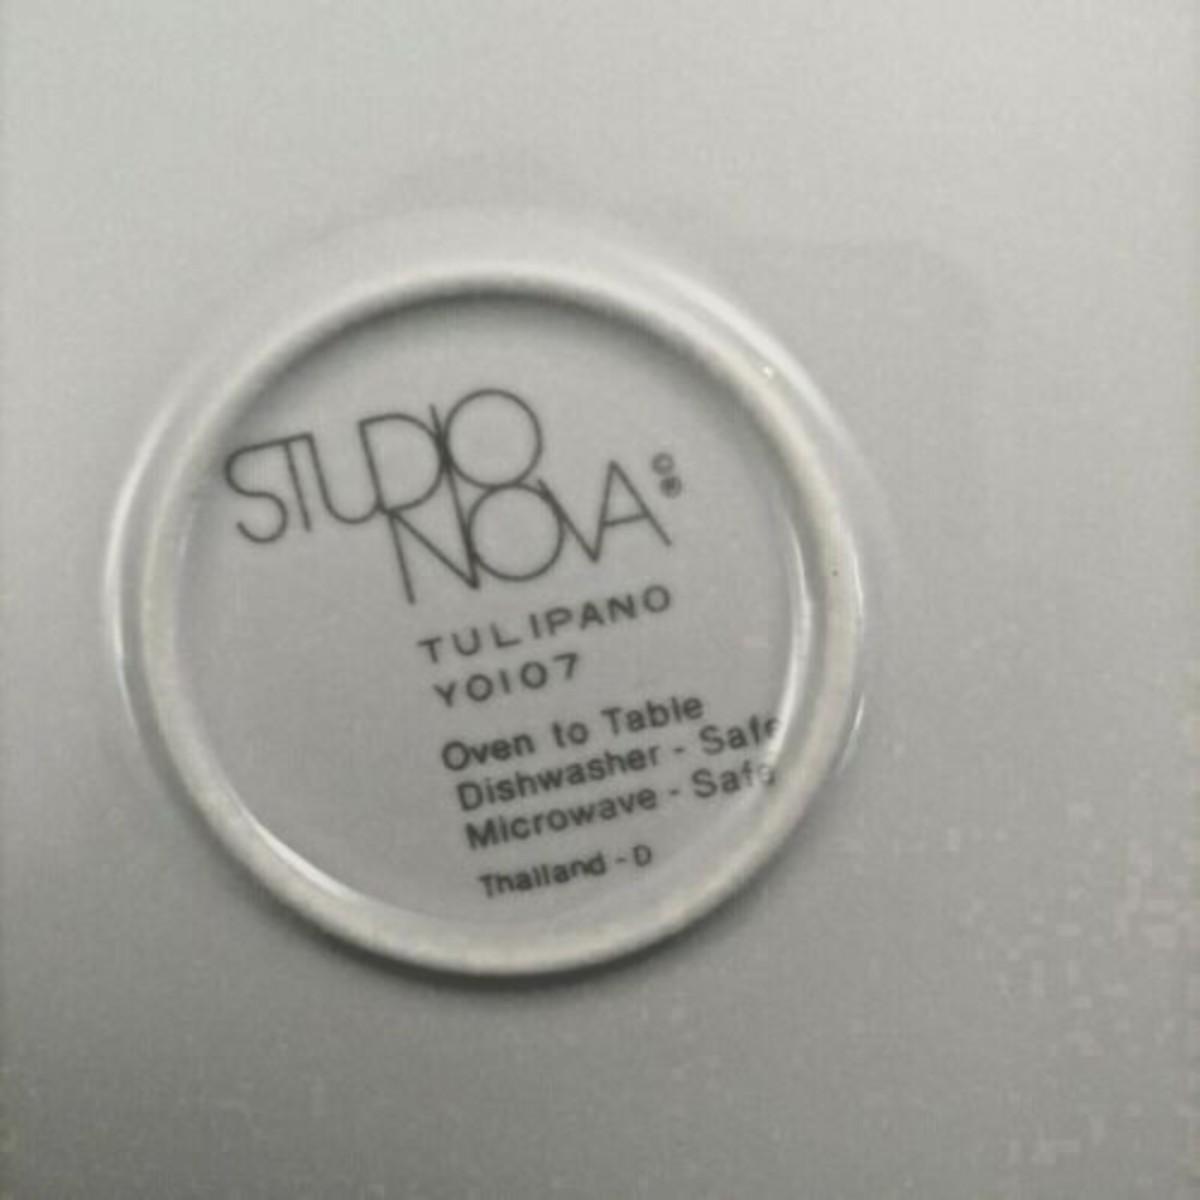 STUDIO
NOVA ©
®
TULIPANO
Y0107
Oven to Table
Dishwasher - Safe
Microwave - Safe
Thailand - D